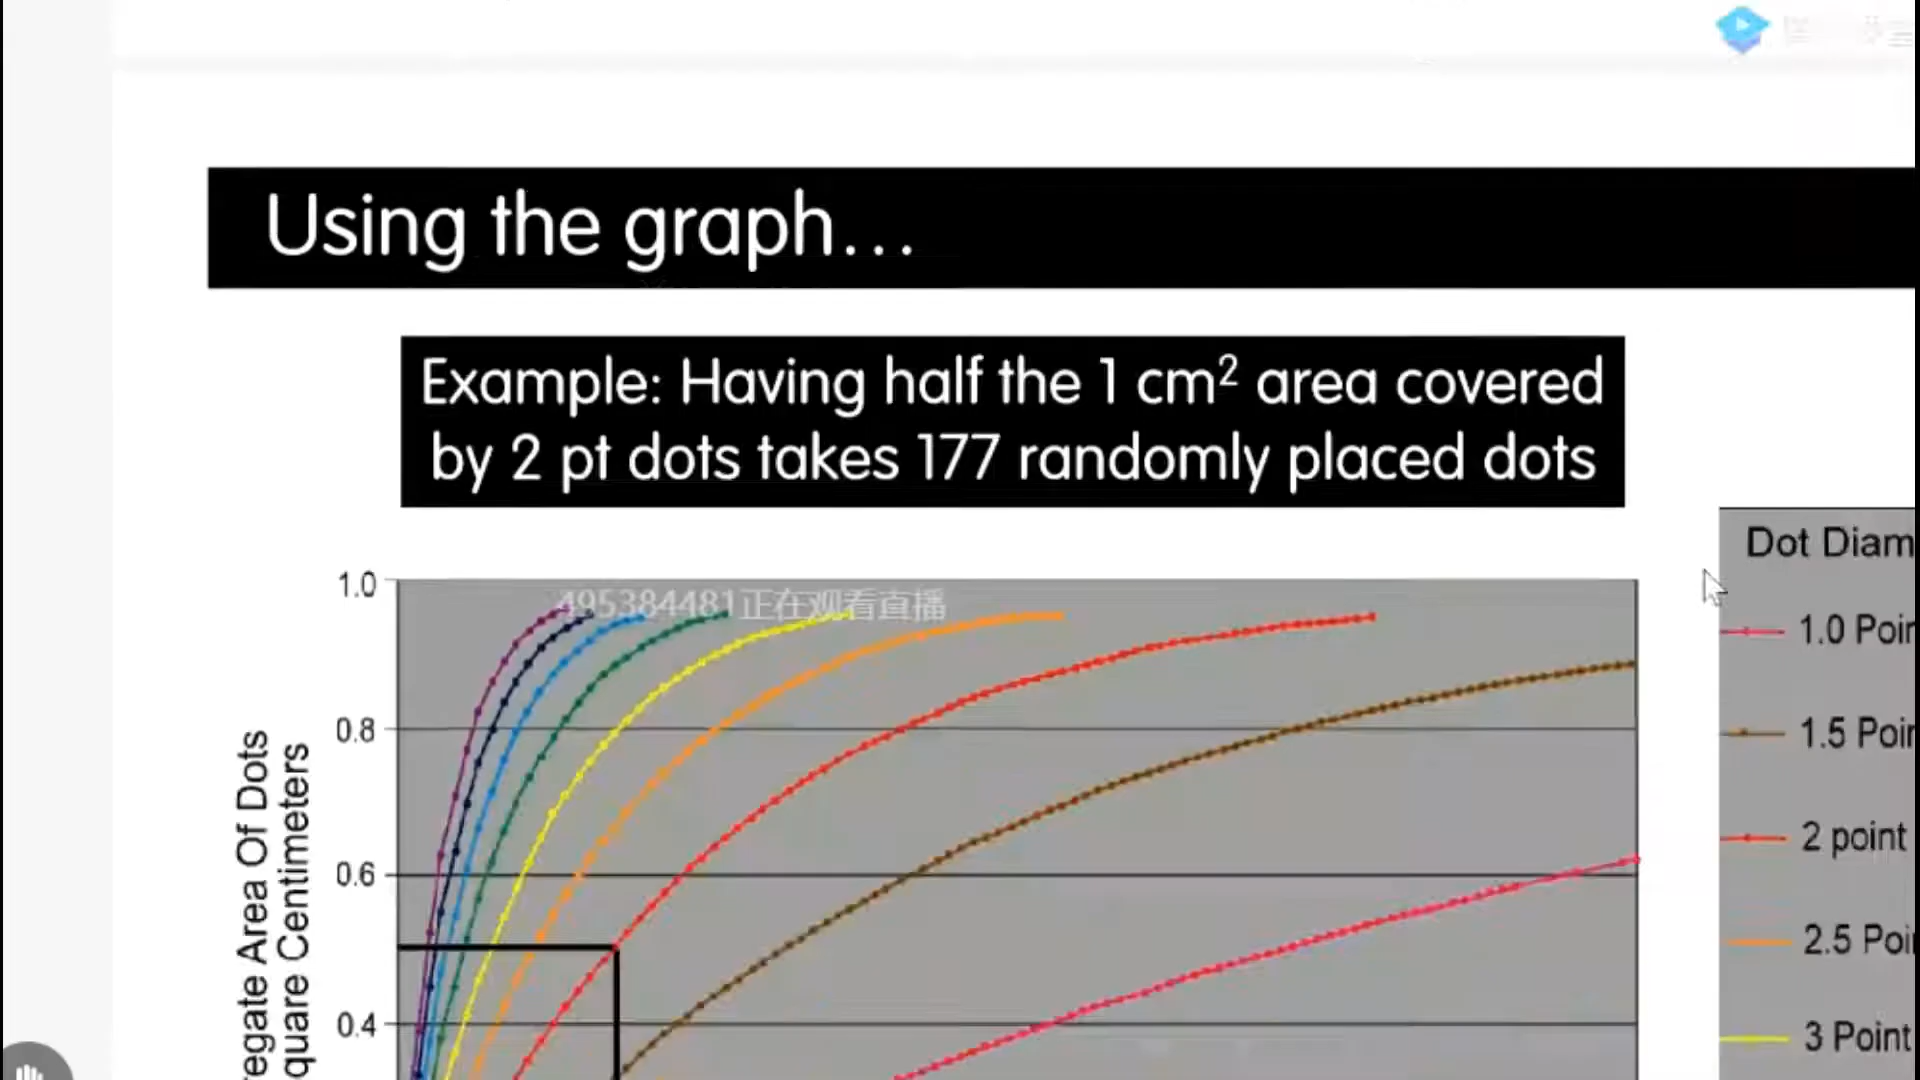 Using the graph...
Example: Having half the 1 cm² area covered
by 2 pt dots takes 177 randomly placed dots
Dot Diam
1.0 Poin
1.5 Poin
2 point
2.5 Poi
3 Point
495384481正在观看直播
1.0
0.8
0.6
0.4
regate Area Of Dots
quare Centimeters